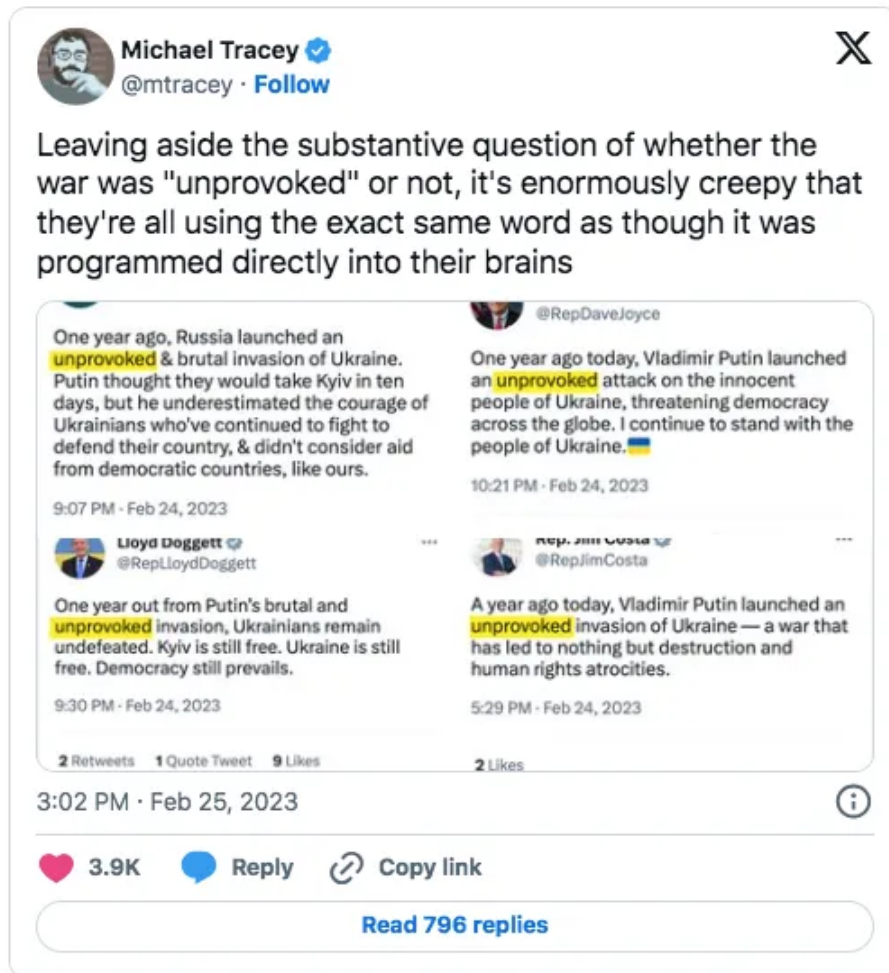 Michael Tracey
@mtracey · Follow
Leaving aside the substantive question of whether the
war was "unprovoked" or not, it's enormously creepy that
they're all using the exact same word as though it was
programmed directly into their brains
One year ago, Russia launched an
unprovoked & brutal invasion of Ukraine.
Putin thought they would take Kyiv in ten
days, but he underestimated the courage of
Ukrainians who've continued to fight to
defend their country, & didn't consider aid
from democratic countries, like ours.
9:07 PM · Feb 24, 2023
@RepDaveJoyce
One year ago today, Vladimir Putin launched
an unprovoked attack on the innocent
people of Ukraine, threatening democracy
across the globe. I continue to stand with the
people of Ukraine.
10:21 PM · Feb 24, 2023
Lloyd Doggett
@RepLloydDoggett
One year out from Putin's brutal and
unprovoked invasion, Ukrainians remain
undefeated. Kyiv is still free. Ukraine is still
free. Democracy still prevails.
9:30 PM · Feb 24, 2023
2 Retweets 1 Quote Tweet 9 Likes
Rep. Jim Costa
@RepJimCosta
A year ago today, Vladimir Putin launched an
unprovoked invasion of Ukraine — a war that
has led to nothing but destruction and
human rights atrocities.
5:29 PM · Feb 24, 2023
2 Likes
3:02 PM · Feb 25, 2023
3.9K Reply Copy link
Read 796 replies